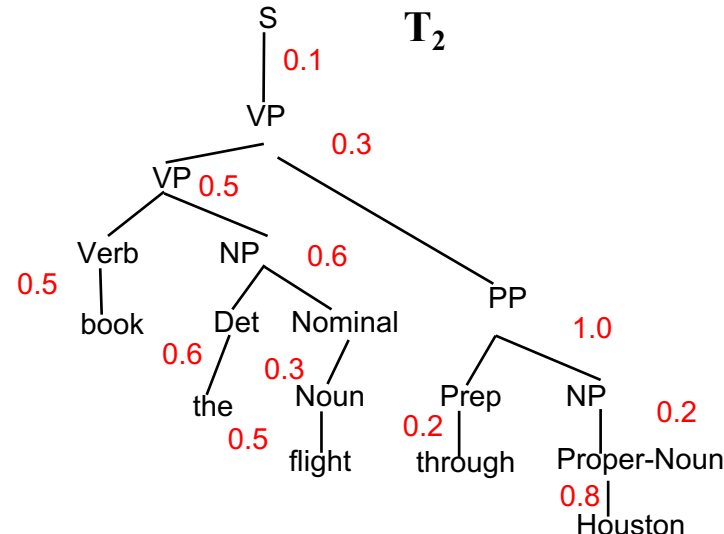 S T₂
0.1
VP
0.3
VP 0.5
Verb NP 0.6
0.5 PP
book Det Nominal 1.0
0.6 0.3
the Noun Prep NP 0.2
0.5 0.2
flight through Proper-Noun
0.8
Houston